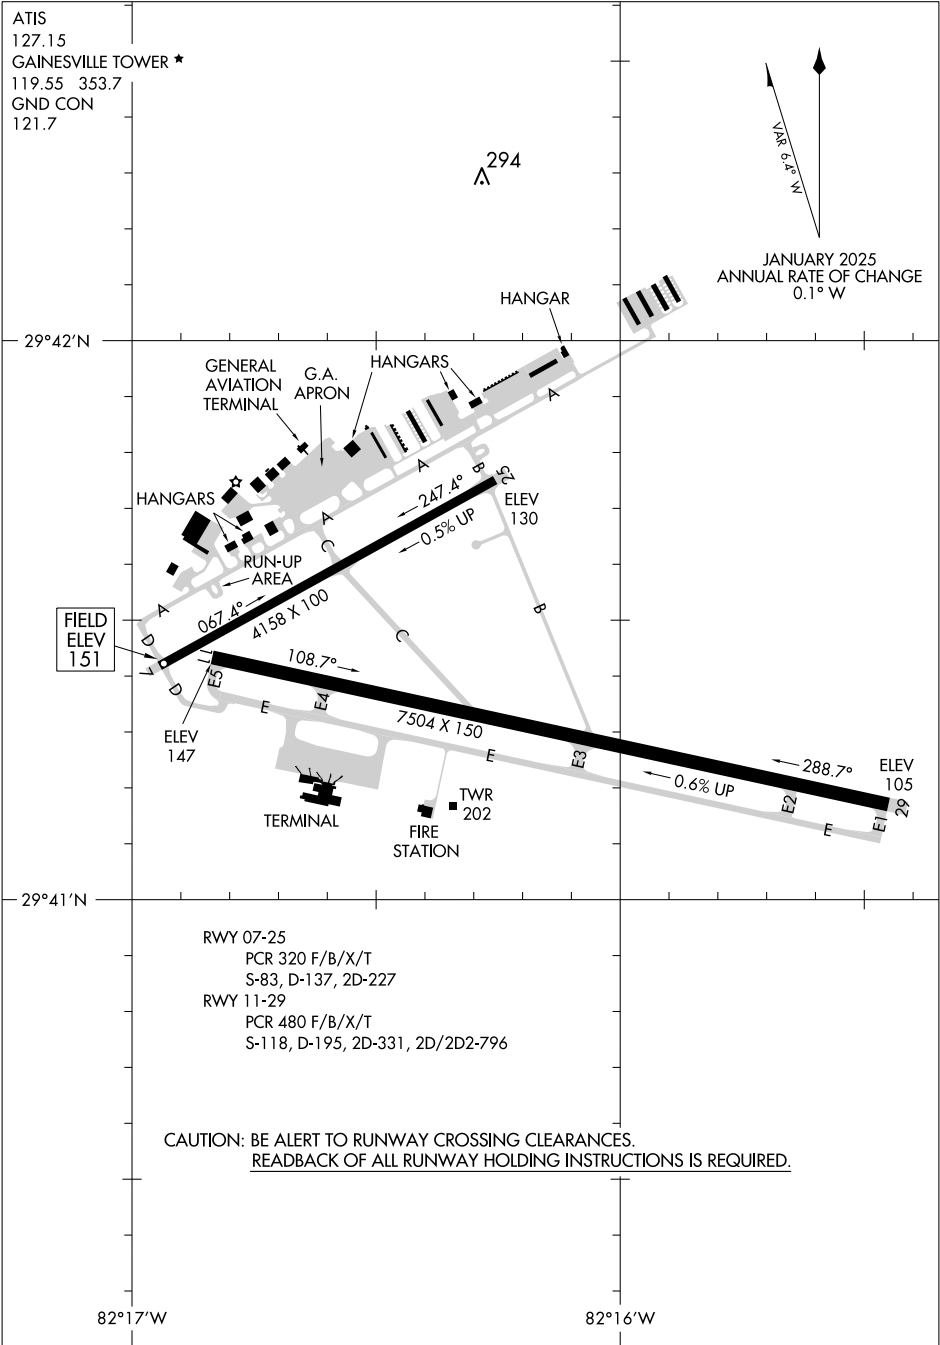 ATIS
127.15
GAINESVILLE TOWER ★
119.55 353.7
GND CON
121.7
294
VAR 6.4° W
JANUARY 2025
ANNUAL RATE OF CHANGE
0.1° W
HANGAR
29°42'N
GENERAL
AVIATION
TERMINAL
G.A.
APRON
HANGARS
A
A
B
25
247.4°
ELEV
130
0.5% UP
HANGARS
A
C
RUN-UP
AREA
A
067.4°
4158 X 100
B
C
FIELD
ELEV
151
D
7
D
11
E5
108.7°
E4
E
7504 X 150
ELEV
147
E
E3
288.7°
ELEV
105
0.6% UP
E2
29
E1
E
TERMINAL
TWR
202
FIRE
STATION
29°41'N
RWY 07-25
PCR 320 F/B/X/T
S-83, D-137, 2D-227
RWY 11-29
PCR 480 F/B/X/T
S-118, D-195, 2D-331, 2D/2D2-796
CAUTION: BE ALERT TO RUNWAY CROSSING CLEARANCES.
READBACK OF ALL RUNWAY HOLDING INSTRUCTIONS IS REQUIRED.
82°17'W
82°16'W